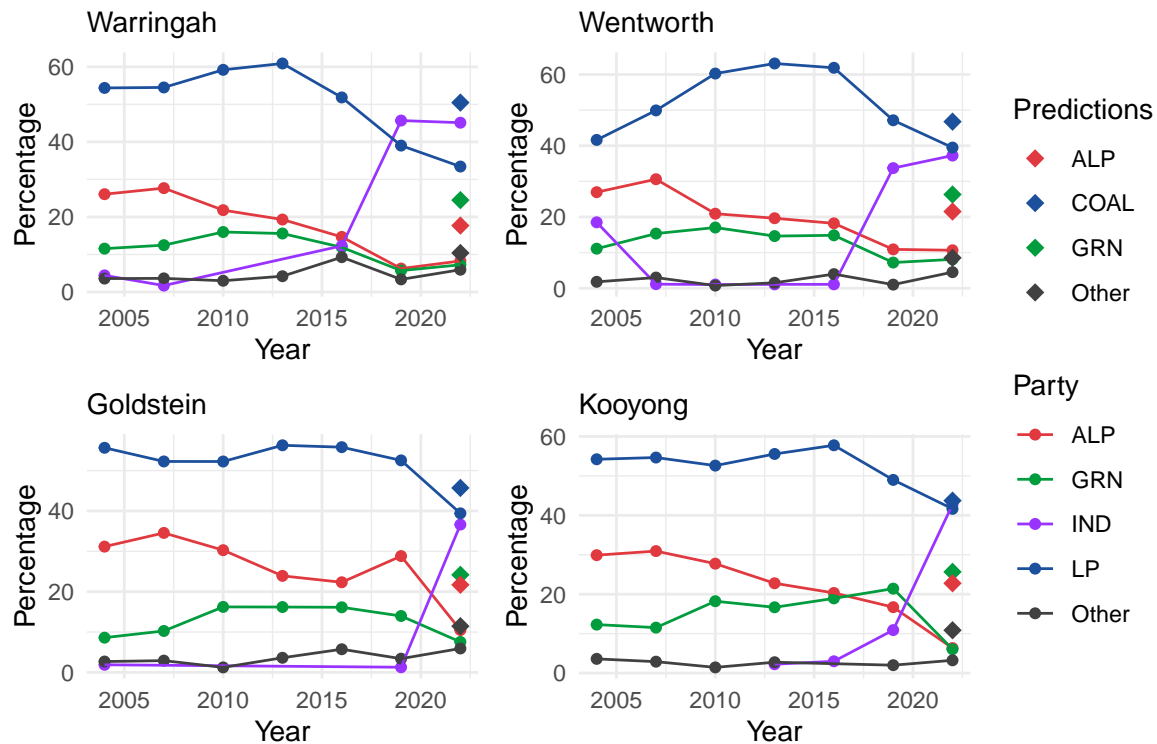 Warringah
Percentage
60
40
20
0
2005 2010 2015 2020
Year
Wentworth
Percentage
60
40
20
0
2005 2010 2015 2020
Year
Goldstein
Percentage
40
20
0
2005 2010 2015 2020
Year
Kooyong
Percentage
60
40
20
0
2005 2010 2015 2020
Year
Predictions
ALP
COAL
GRN
Other
Party
ALP
GRN
IND
LP
Other